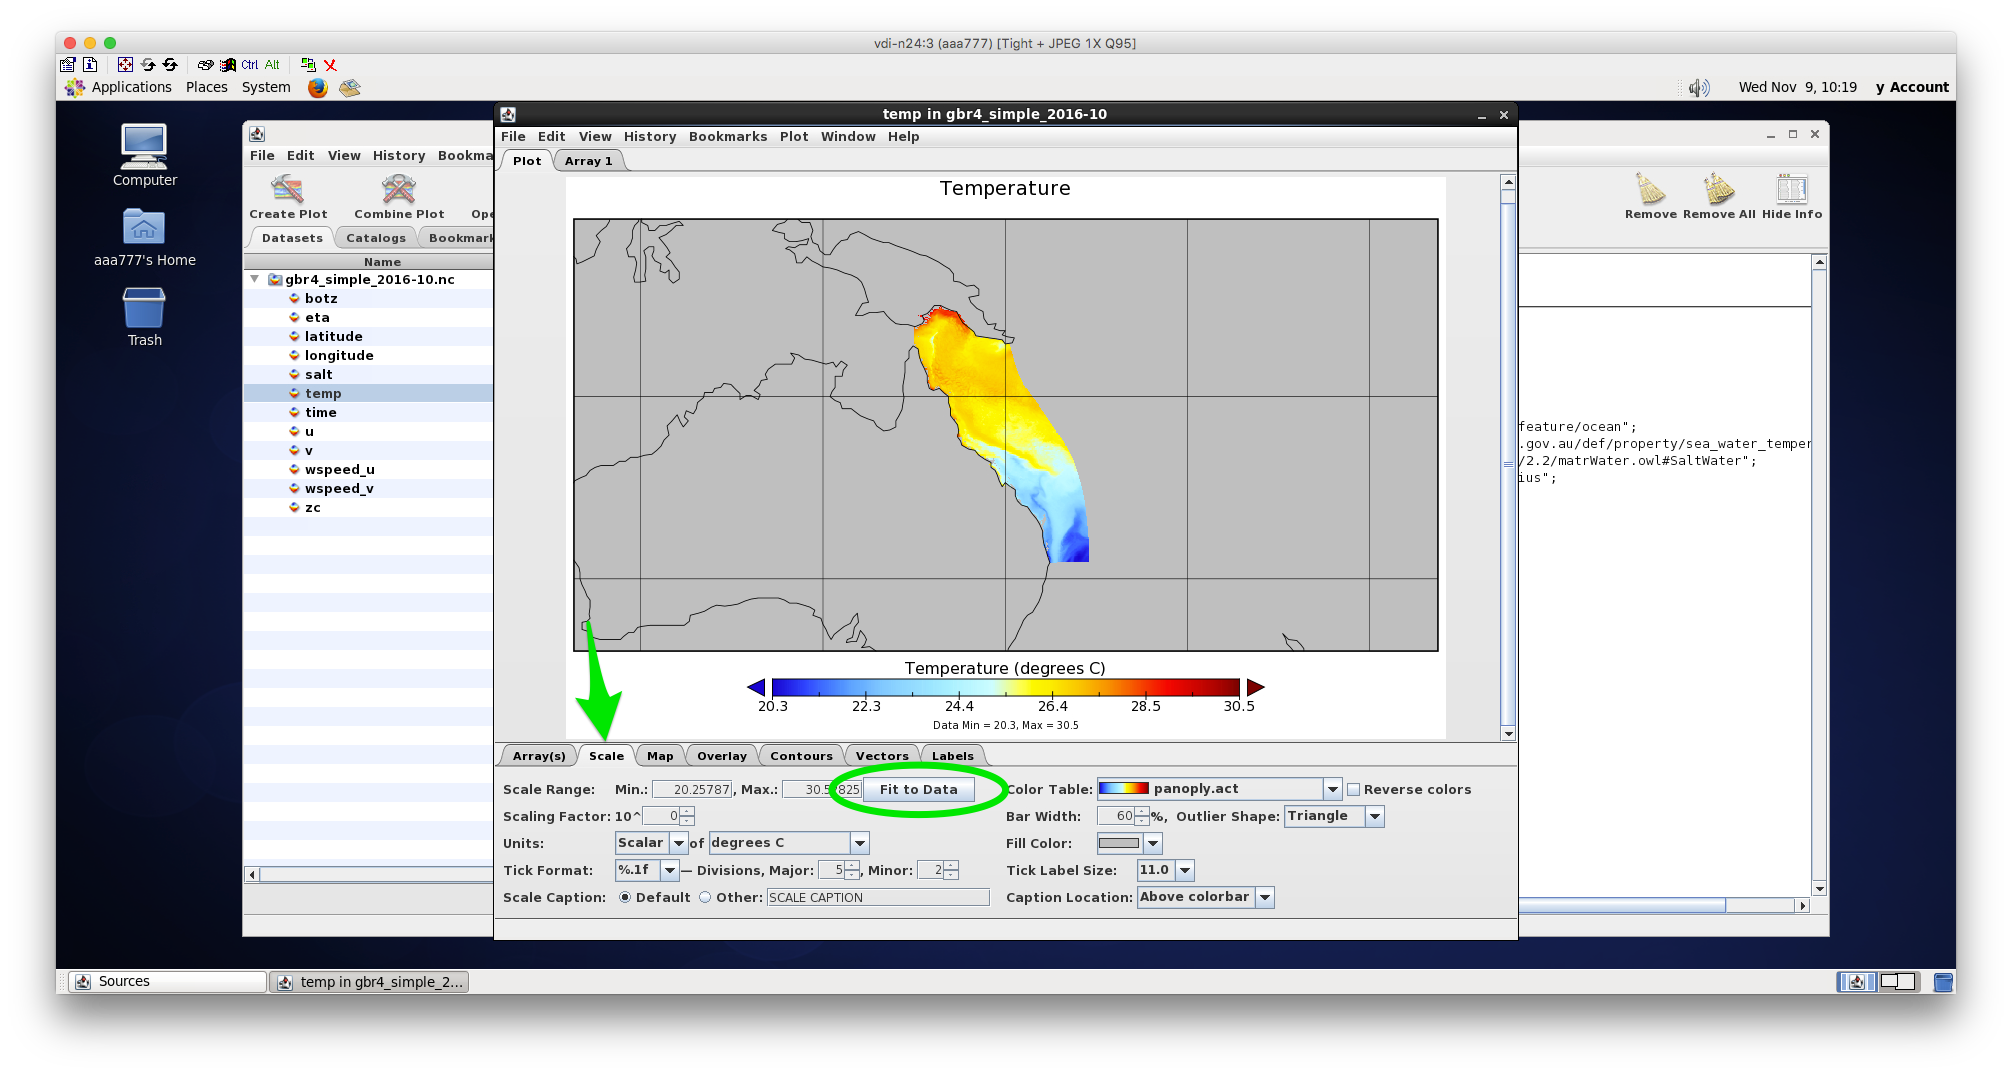 vdi-n24:3 (aaa777) [Tight + JPEG 1X Q95]
Ctrl Alt
Applications Places System Wed Nov 9, 10:19 y Account
Computer
aaa777's Home
Trash
File Edit View History Bookma
Create Plot Combine Plot Ope
Datasets Catalogs Bookmark
Name
gbr4_simple_2016-10.nc
botz
eta
latitude
longitude
salt
temp
time
u
v
wspeed_u
wspeed_v
zc
temp in gbr4_simple_2016-10
File Edit View History Bookmarks Plot Window Help
Plot Array 1
Temperature
Temperature (degrees C)
20.3 22.3 24.4 26.4 28.5 30.5
Data Min = 20.3, Max = 30.5
Array(s) Scale Map Overlay Contours Vectors Labels
Scale Range: Min.: 20.25787, Max.: Fit to Data Color Table: panoply.act Reverse colors
Scaling Factor: 10^ 0 Bar Width: 60 %, Outlier Shape: Triangle
Units: Scalar of degrees C Fill Color:
Tick Format: %.1f — Divisions, Major: 5, Minor: 2 Tick Label Size: 11.0
Scale Caption: Default Other: SCALE CAPTION Caption Location: Above colorbar
Remove Remove All Hide Info
feature/ocean";
.gov.au/def/property/sea_water_temper
/2.2/matrWater.owl#SaltWater";
ius";
Sources temp in gbr4_simple_2...